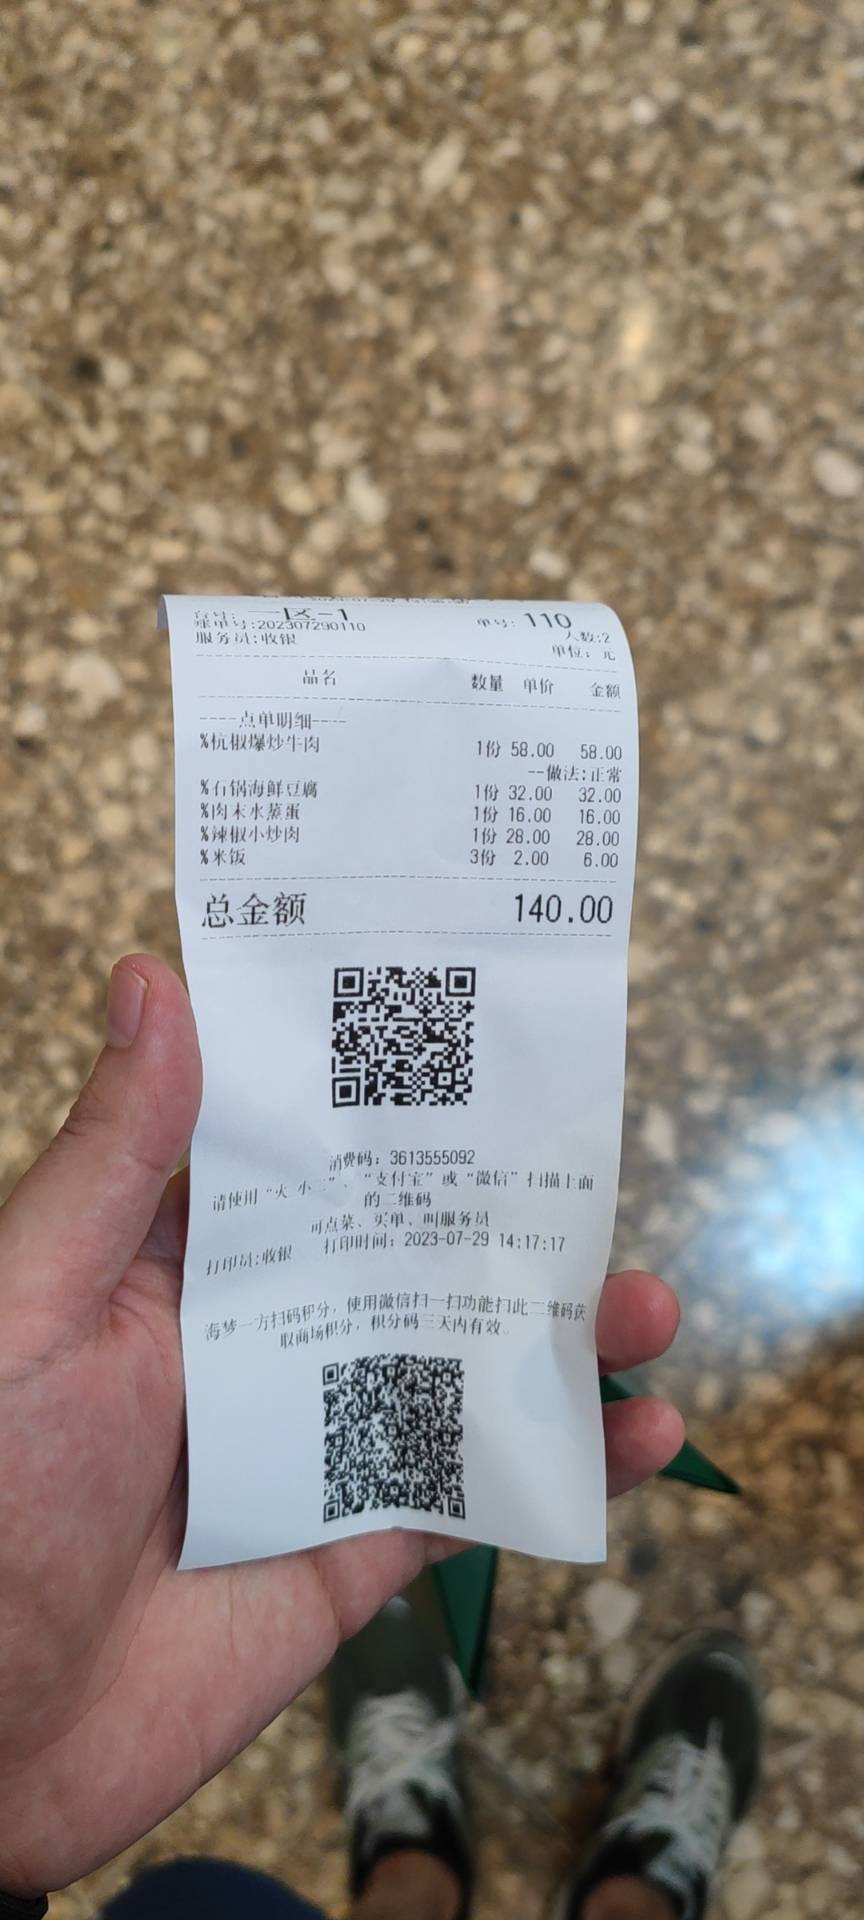 台号: 一区-1 单号: 110
账单号:202307290110 人数:2
服务员:收银 单位: 元
品名 数量 单价 金额
----点单明细----
%杭椒爆炒牛肉 1份 58.00 58.00
--做法:正常
%石锅海鲜豆腐 1份 32.00 32.00
%肉末水蒸蛋 1份 16.00 16.00
%辣椒小炒肉 1份 28.00 28.00
%米饭 3份 2.00 6.00
总金额 140.00
消费码: 3613555092
请使用“火 小二”、“支付宝”或“微信”扫描上面
的二维码
可点菜、买单、叫服务员
打印员:收银 打印时间: 2023-07-29 14:17:17
海梦一方扫码积分, 使用微信扫一扫功能扫此二维码获
取商场积分, 积分码三天内有效。